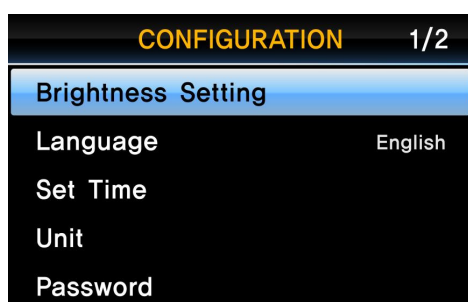 CONFIGURATION 1/2
Brightness Setting
Language English
Set Time
Unit
Password